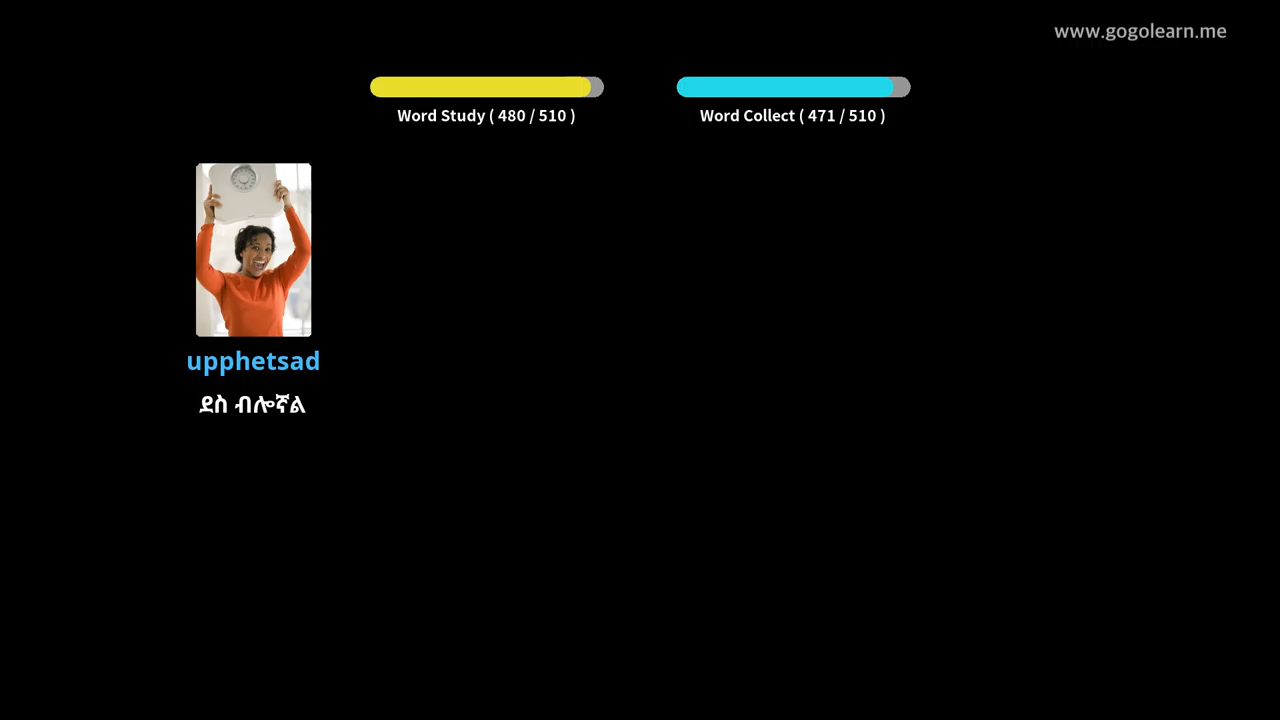 www.gogolearn.me
Word Study ( 480 / 510 )
Word Collect ( 471 / 510 )
upphetsad
ደስ ብሎኛል